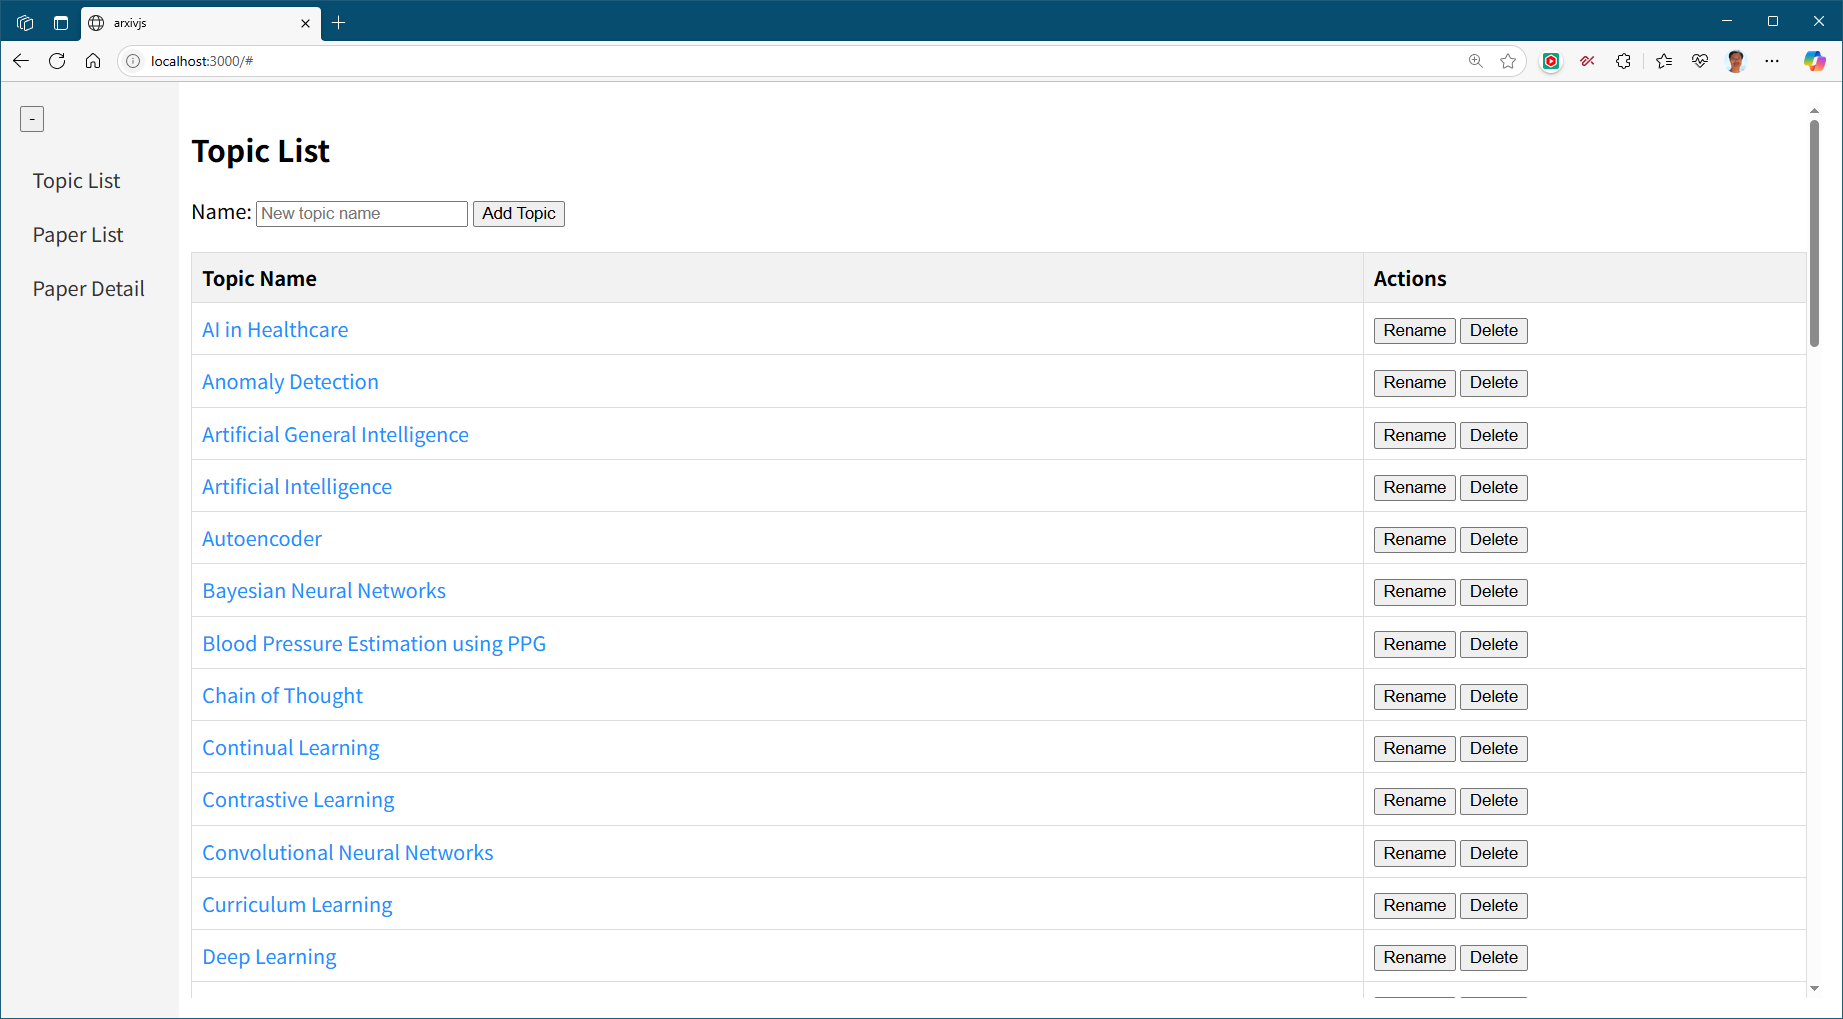 arxivjs
localhost:3000/#
-
Topic List
Paper List
Paper Detail
Topic List
Name: New topic name Add Topic
Topic Name Actions
AI in Healthcare Rename Delete
Anomaly Detection Rename Delete
Artificial General Intelligence Rename Delete
Artificial Intelligence Rename Delete
Autoencoder Rename Delete
Bayesian Neural Networks Rename Delete
Blood Pressure Estimation using PPG Rename Delete
Chain of Thought Rename Delete
Continual Learning Rename Delete
Contrastive Learning Rename Delete
Convolutional Neural Networks Rename Delete
Curriculum Learning Rename Delete
Deep Learning Rename Delete